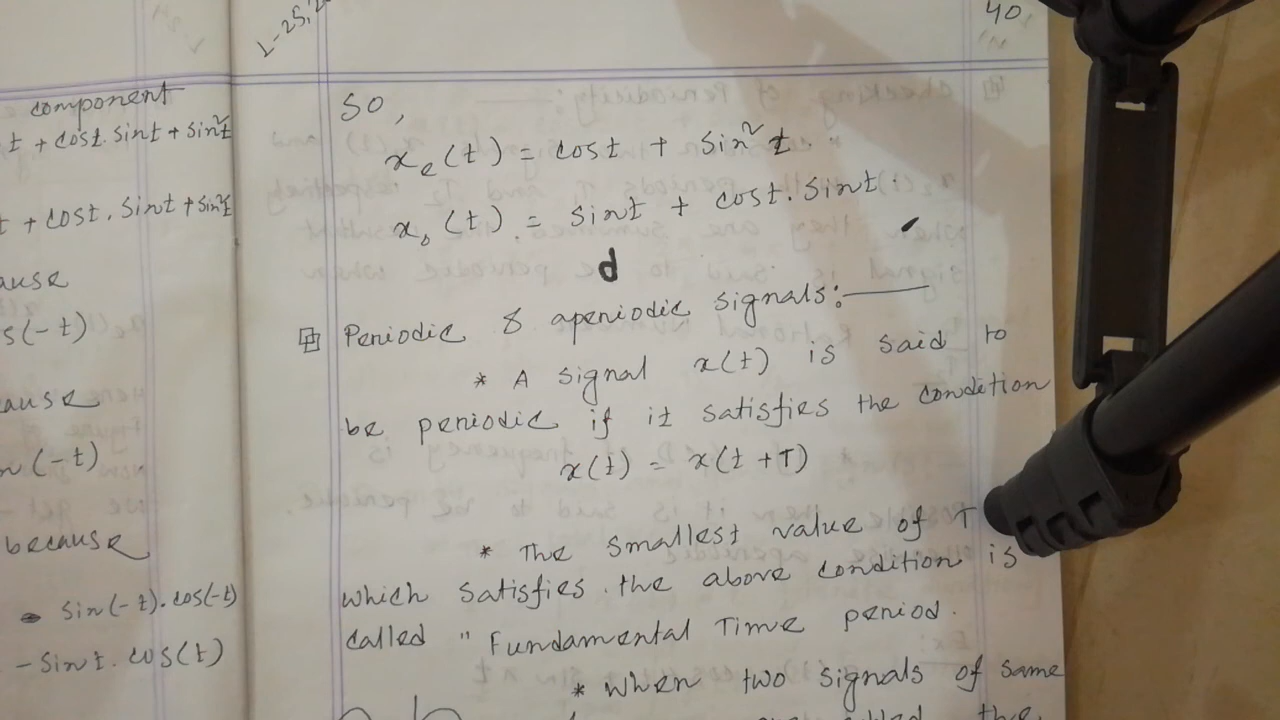 component
t + cost. sint + sin²t
t + cost. sint + sin²t
s(-t)
because
- sin(-t). cos(-t)
- sint. cos(t)
40
so,
xe(t) = cost + sin²t.
xo(t) = sint + cost. sint
d
Periodic & aperiodic signals:
* A signal x(t) is said to
be periodic if it satisfies the condition
x(t) = x(t + T)
* The smallest value of T
which satisfies the above condition is
called " Fundamental Time period.
* when two signals of same
the